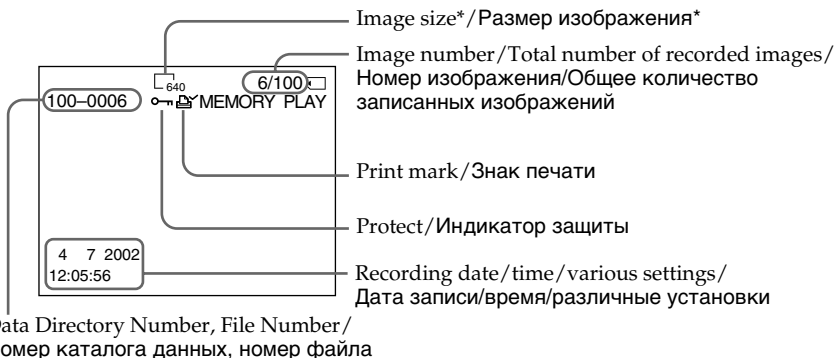 Image size*/Размер изображения*
Image number/Total number of recorded images/
Номер изображения/Общее количество
записанных изображений
640
6/100
100–0006
MEMORY PLAY
Print mark/Знак печати
Protect/Индикатор защиты
4 7 2002
12:05:56
Recording date/time/various settings/
Дата записи/время/различные установки
Directory Number, File Number/
каталога данных, номер файла